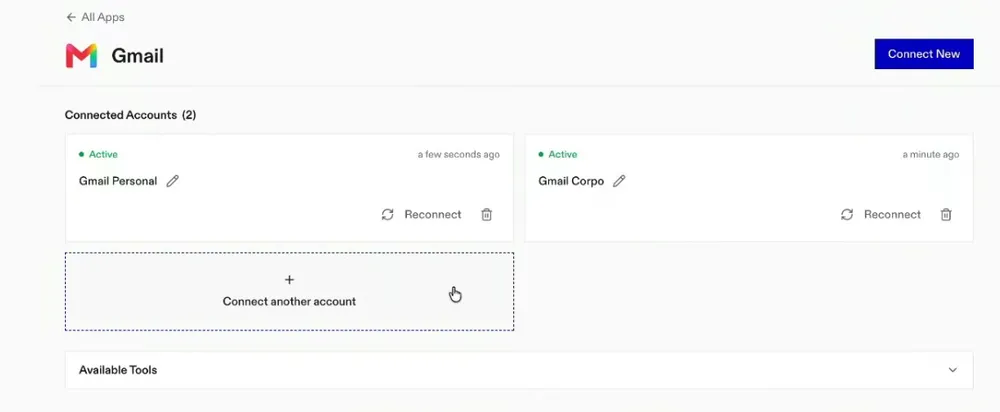 All Apps
Gmail
Connect New
Connected Accounts (2)
Active
a few seconds ago
Gmail Personal
Reconnect
Active
a minute ago
Gmail Corpo
Reconnect
+
Connect another account
Available Tools